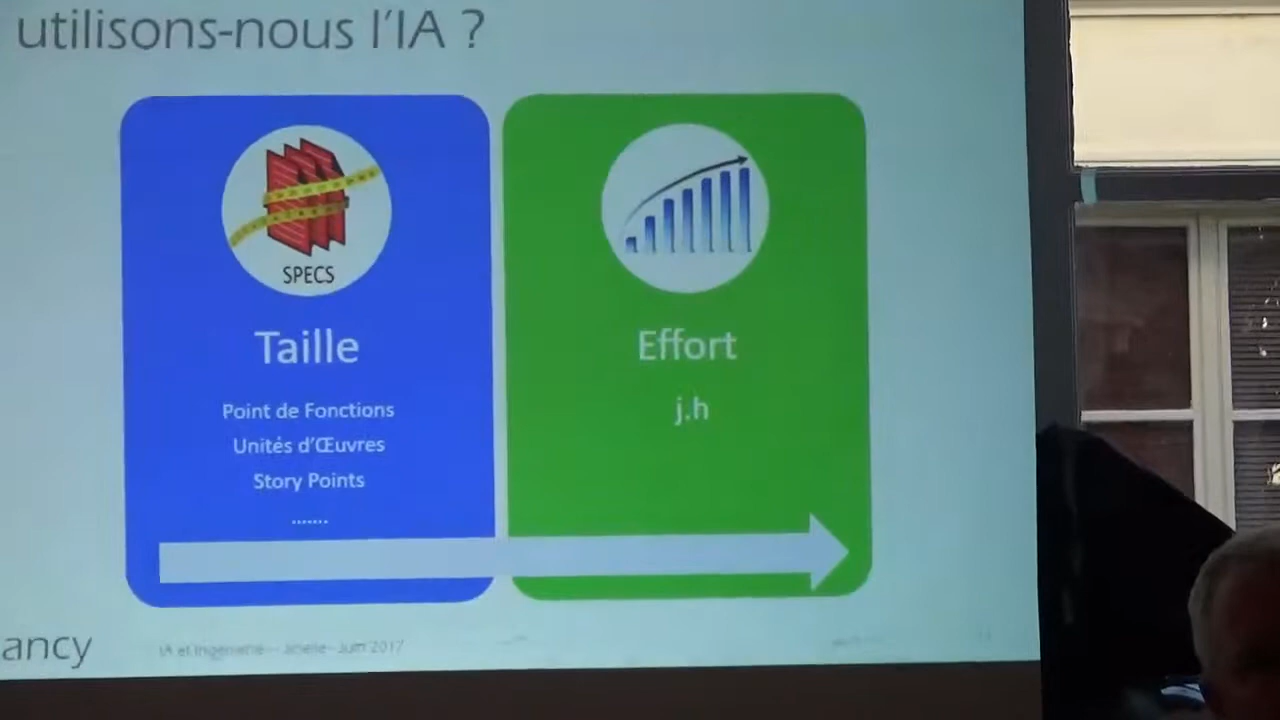 utilisons-nous l'IA ?
SPECS
Taille
Point de Fonctions
Unités d'Œuvres
Story Points
.......
Effort
j.h
ancy
IA et Ingénierie - Juin 2017